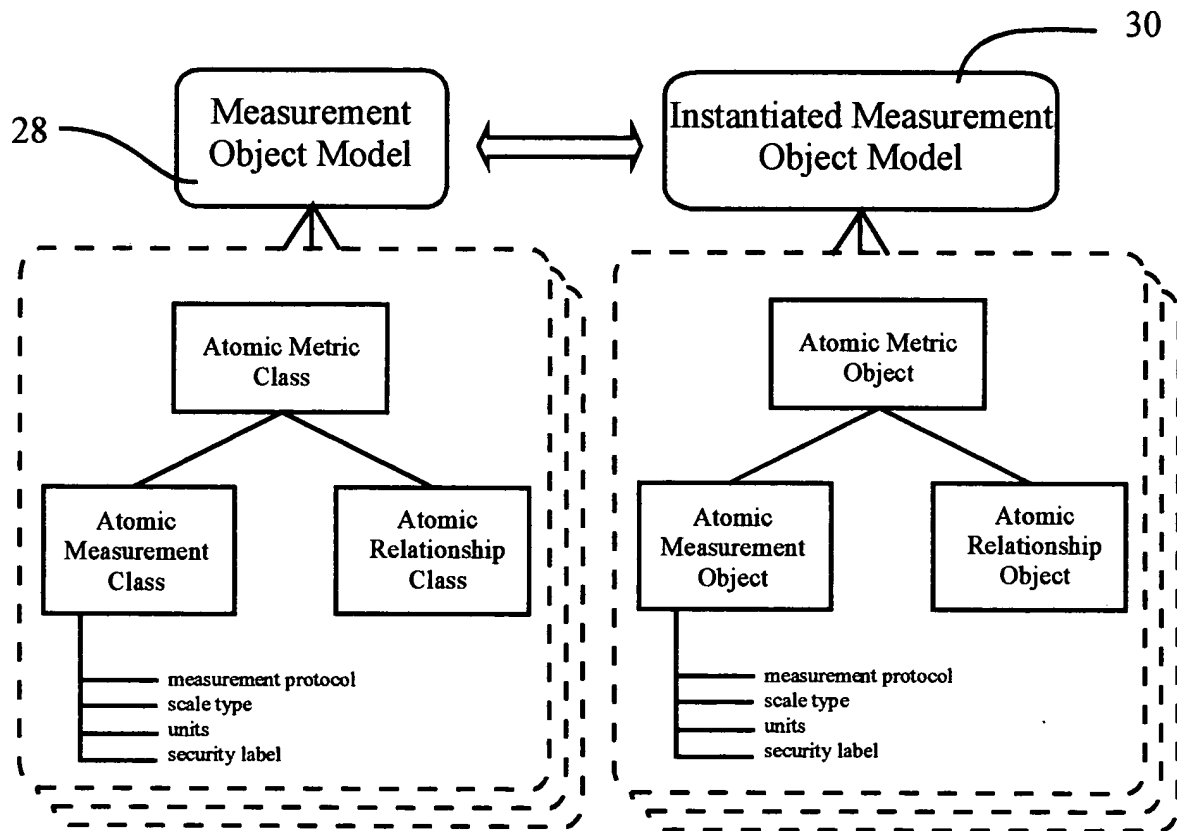 30
28
Measurement
Object Model
Instantiated Measurement
Object Model
Atomic Metric
Class
Atomic
Measurement
Class
Atomic
Relationship
Class
measurement protocol
scale type
units
security label
Atomic Metric
Object
Atomic
Measurement
Object
Atomic
Relationship
Object
measurement protocol
scale type
units
security label